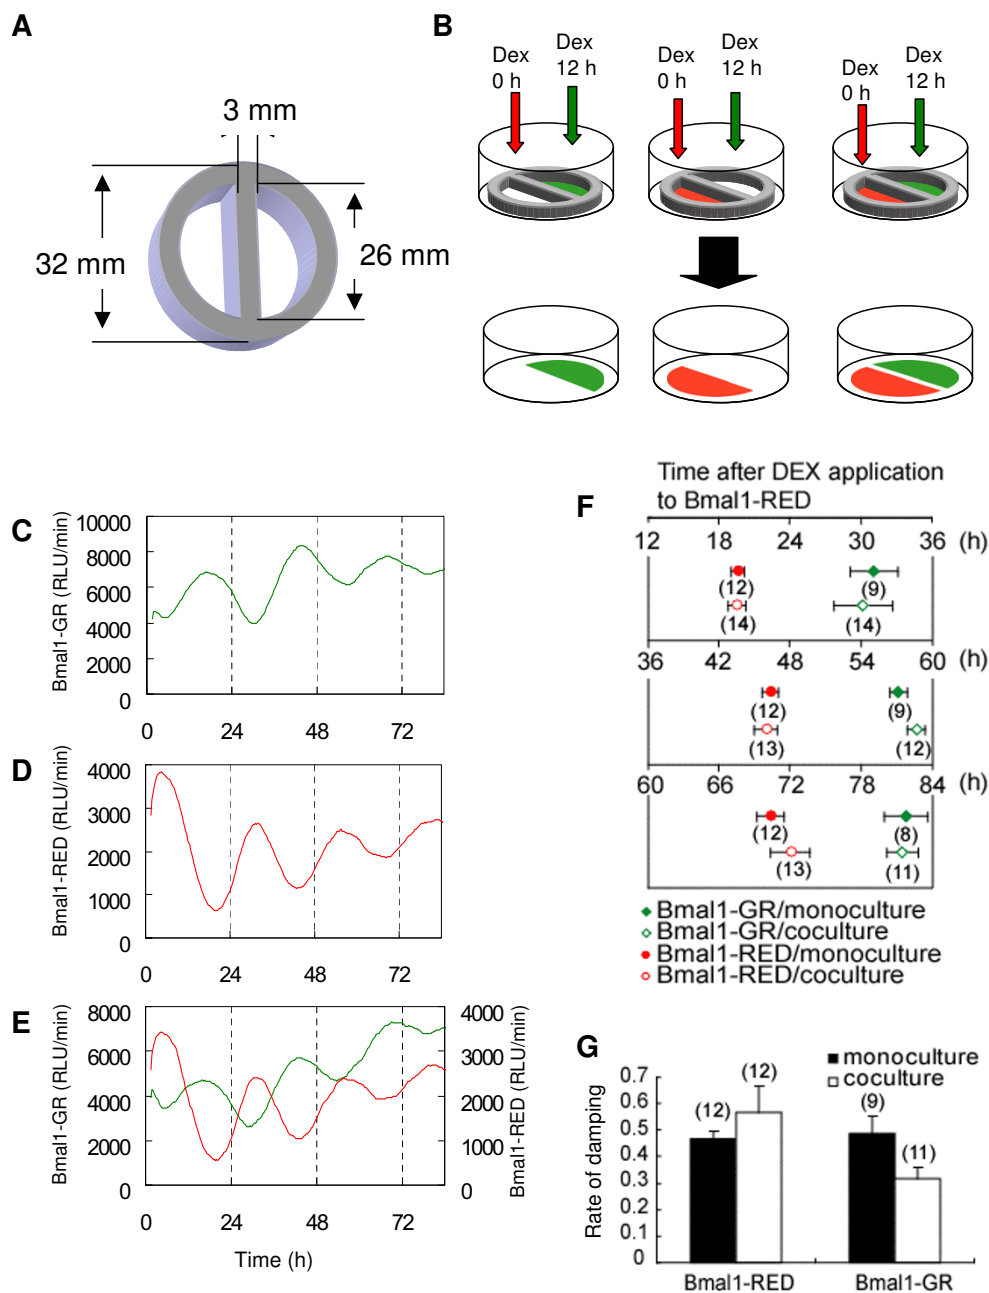 A
3 mm
32 mm
26 mm
B
Dex
0 h
Dex
12 h
Dex
0 h
Dex
12 h
Dex
0 h
Dex
12 h
C
Bmal1-GR (RLU/min)
10000
8000
6000
4000
2000
0
0 24 48 72
D
Bmal1-RED (RLU/min)
4000
3000
2000
1000
0
0 24 48 72
E
Bmal1-GR (RLU/min)
8000
6000
4000
2000
0
4000
3000
2000
1000
0
Bmal1-RED (RLU/min)
0 24 48 72
Time (h)
F
Time after DEX application
to Bmal1-RED
12 18 24 30 36 (h)
(12) (9)
(14) (14)
36 42 48 54 60 (h)
(12) (9)
(13) (12)
60 66 72 78 84 (h)
(12) (8)
(13) (11)
Bmal1-GR/monoculture
Bmal1-GR/coculture
Bmal1-RED/monoculture
Bmal1-RED/coculture
G
monoculture
coculture
Rate of damping
0.7
0.6
0.5
0.4
0.3
0.2
0.1
0
(12) (12) (9) (11)
Bmal1-RED Bmal1-GR